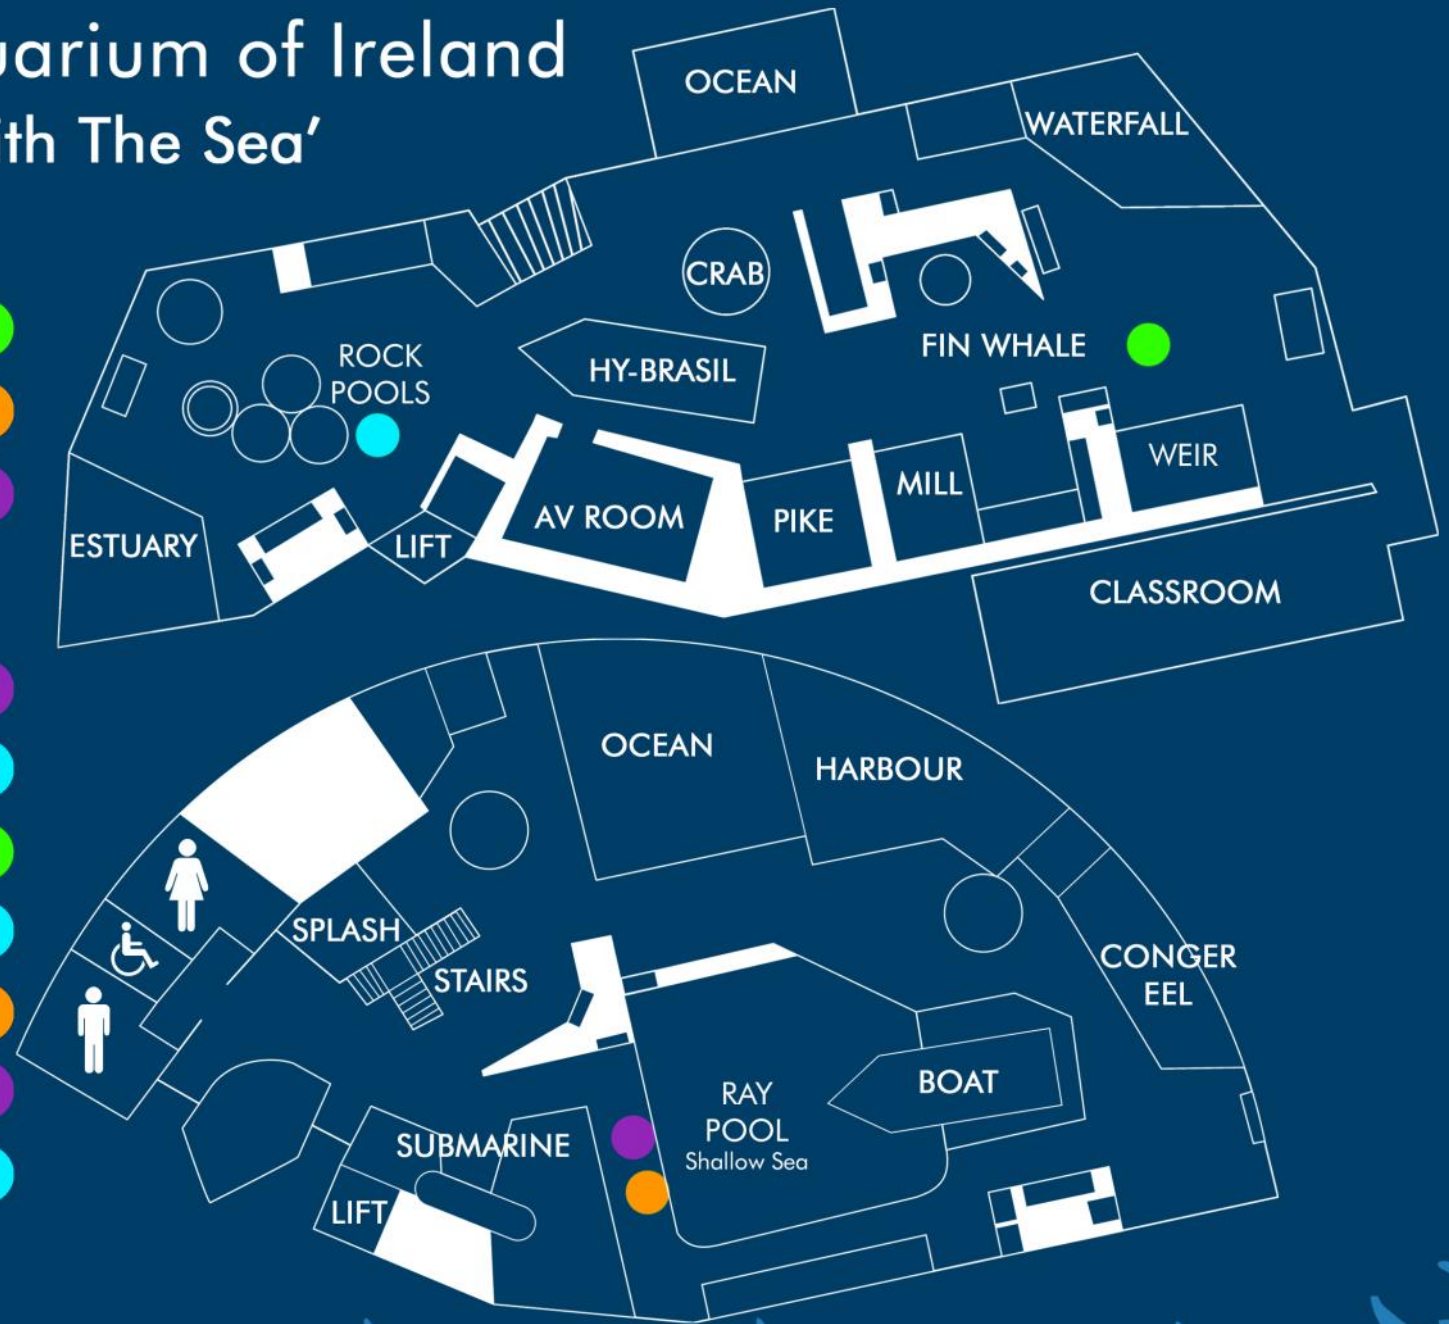 uarium of Ireland
ith The Sea'
OCEAN
WATERFALL
CRAB
FIN WHALE
ROCK
POOLS
HY-BRASIL
WEIR
MILL
PIKE
AV ROOM
LIFT
ESTUARY
CLASSROOM
OCEAN
HARBOUR
SPLASH
STAIRS
CONGER
EEL
BOAT
RAY
POOL
Shallow Sea
SUBMARINE
LIFT